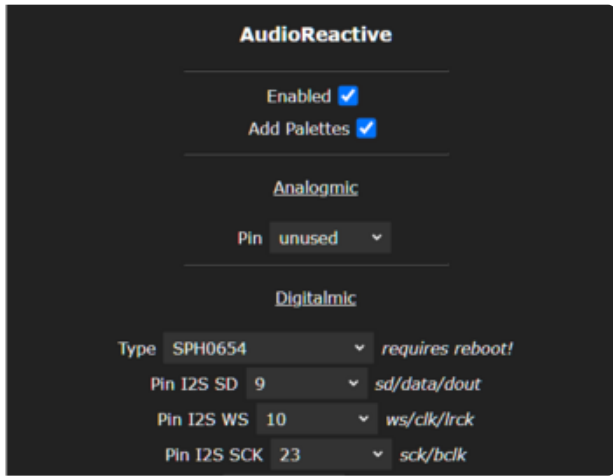 AudioReactive
Enabled
Add Palettes
Analogmic
Pin unused
Digitalmic
Type SPH0654 requires reboot!
Pin I2S SD 9 sd/data/dout
Pin I2S WS 10 ws/clk/lrck
Pin I2S SCK 23 sck/bclk